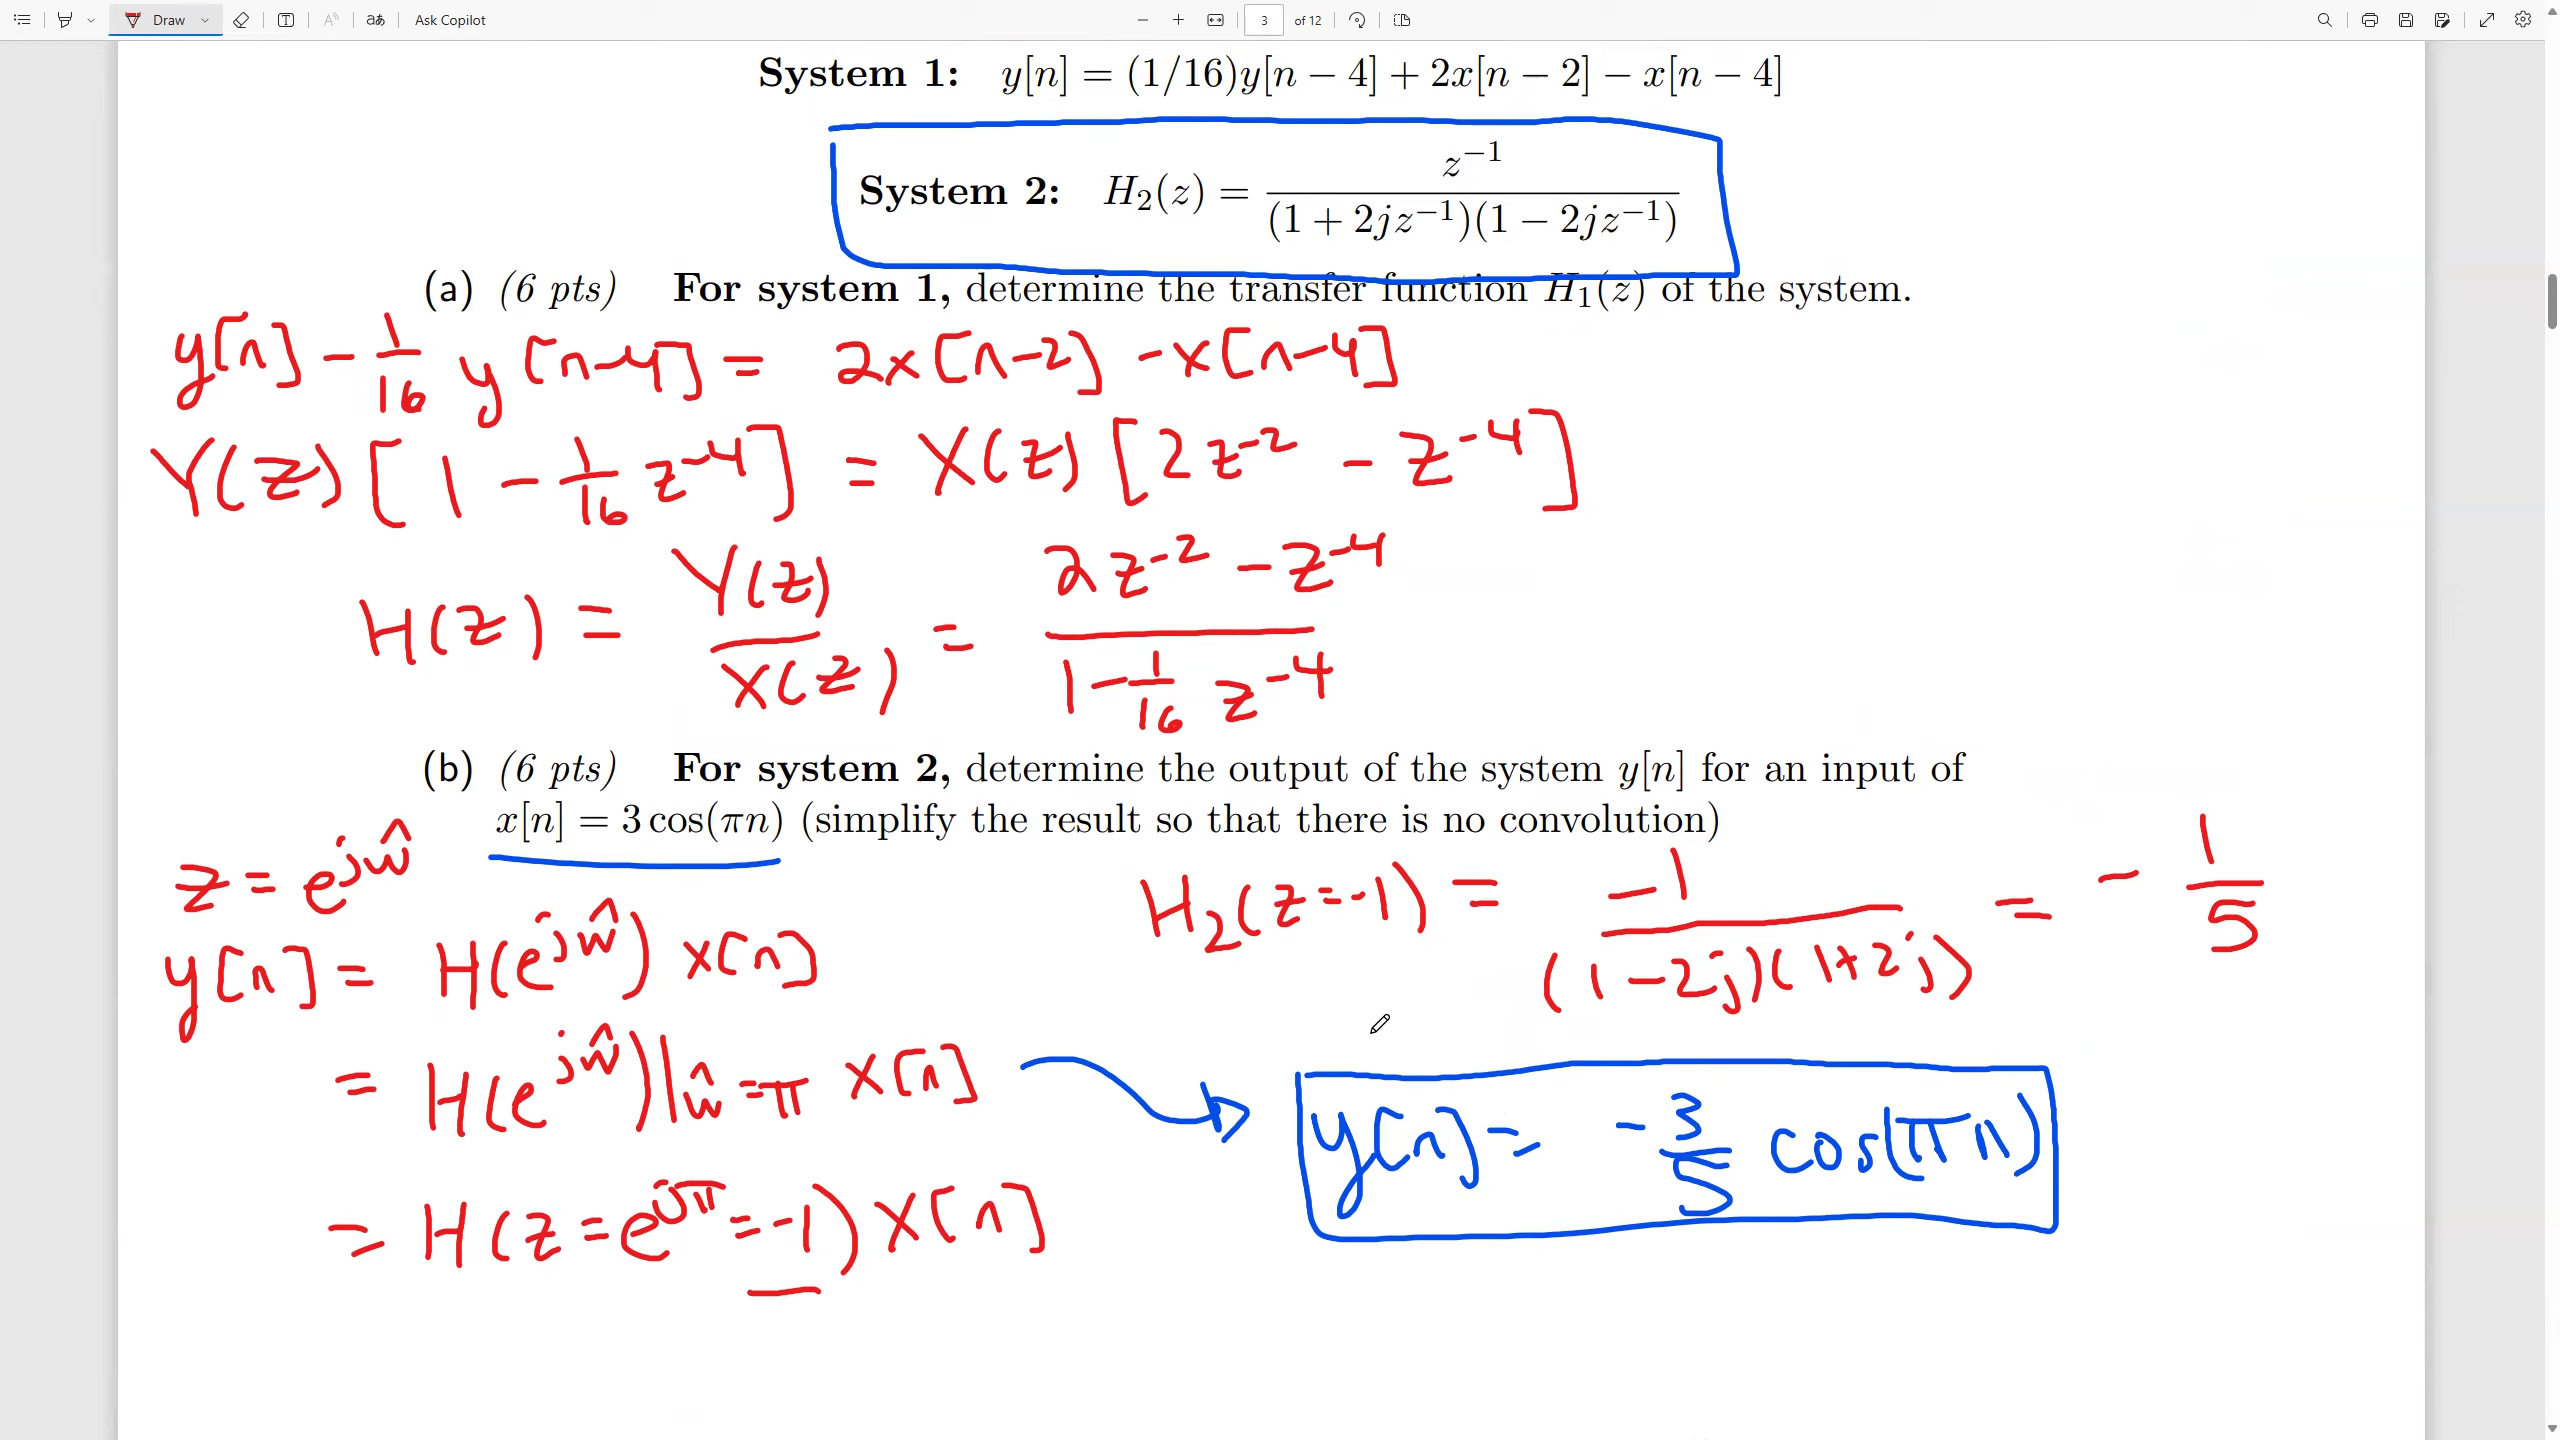 Draw Ask Copilot 3 of 12
System 1: y[n] = (1/16)y[n − 4] + 2x[n − 2] − x[n − 4]
System 2: H₂(z) = z⁻¹ / (1 + 2jz⁻¹)(1 − 2jz⁻¹)
(a) (6 pts) For system 1, determine the transfer function H₁(z) of the system.
y[n] − 1/16 y[n−4] = 2x[n−2] − x[n−4]
Y(z) [1 − 1/16 z⁻⁴] = X(z) [2z⁻² − z⁻⁴]
H(z) = Y(z)/X(z) = (2z⁻² − z⁻⁴) / (1 − 1/16 z⁻⁴)
(b) (6 pts) For system 2, determine the output of the system y[n] for an input of
x[n] = 3 cos(πn) (simplify the result so that there is no convolution)
z = e^{jŵ}
y[n] = H(e^{jŵ}) x[n]
= H(e^{jŵ})|ŵ=π x[n]
= H(z = e^{jπ} = −1) x[n]
H₂(z=−1) = −1 / (1−2j)(1+2j) = − 1/5
y[n] = − 3/5 cos(πn)